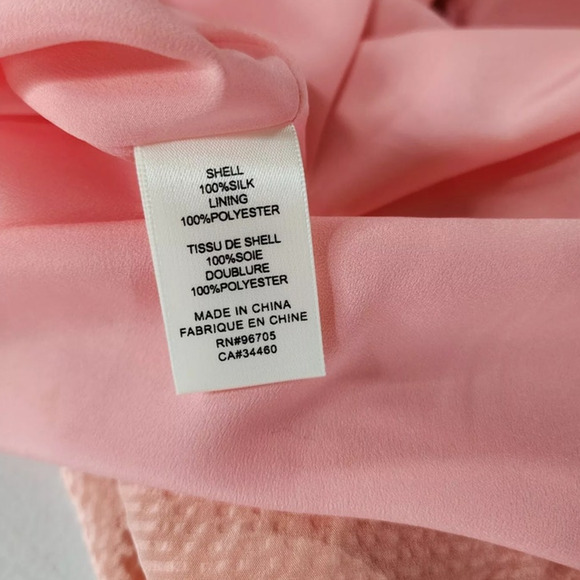 SHELL
100%SILK
LINING
100%POLYESTER
TISSU DE SHELL
100%SOIE
DOUBLURE
100%POLYESTER
MADE IN CHINA
FABRIQUE EN CHINE
RN#96705
CA#34460